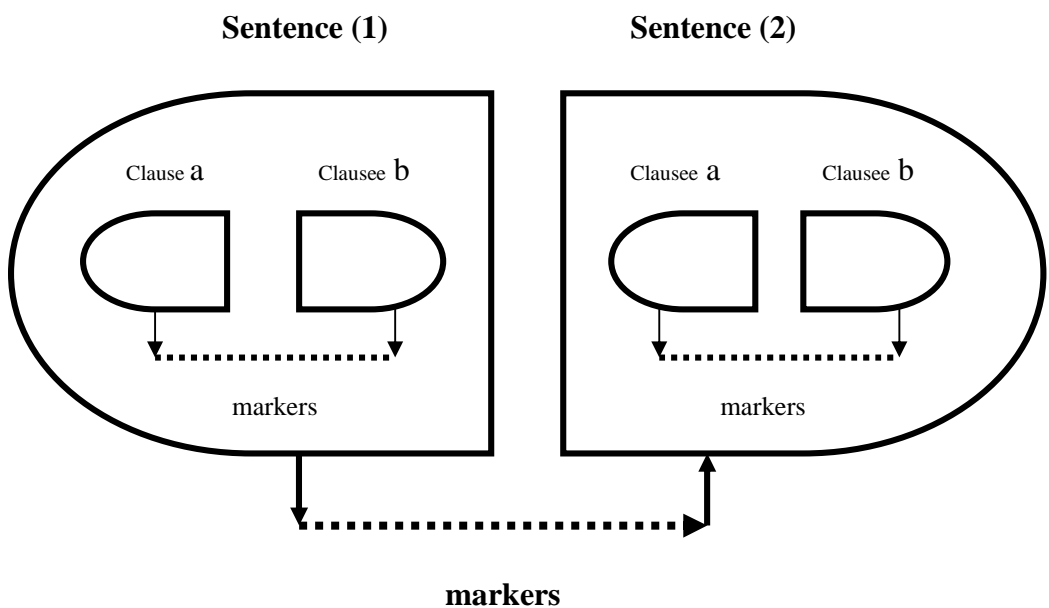 Sentence (1) Sentence (2)
Clause a Clausee b Clausee a Clausee b
markers markers
markers